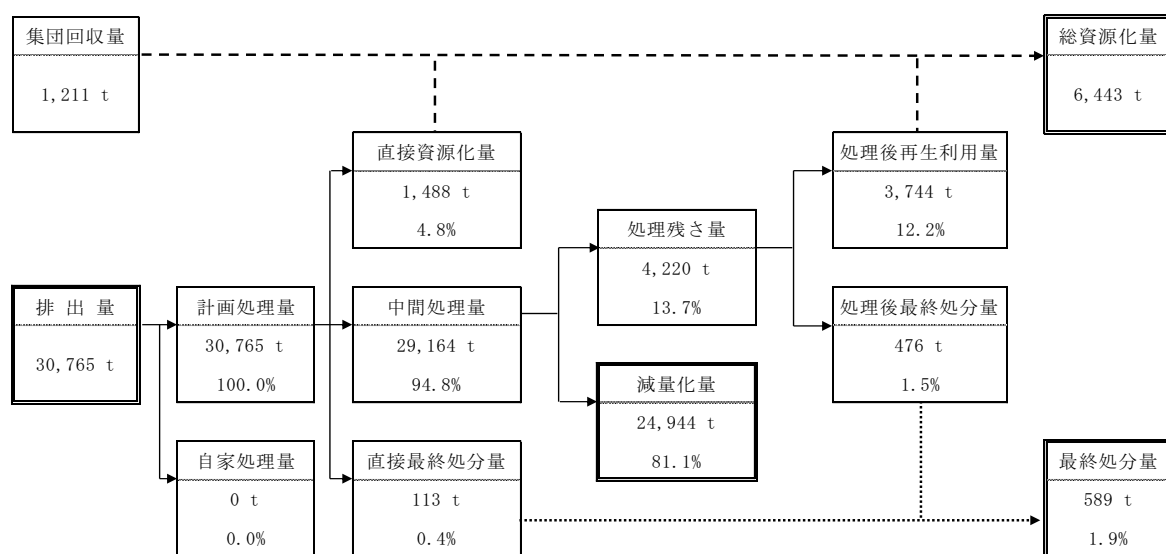 集団回収量
1,211 t
総資源化量
6,443 t
直接資源化量
1,488 t
4.8%
処理後再生利用量
3,744 t
12.2%
処理残さ量
4,220 t
13.7%
排出量
30,765 t
計画処理量
30,765 t
100.0%
中間処理量
29,164 t
94.8%
処理後最終処分量
476 t
1.5%
減量化量
24,944 t
81.1%
自家処理量
0 t
0.0%
直接最終処分量
113 t
0.4%
最終処分量
589 t
1.9%